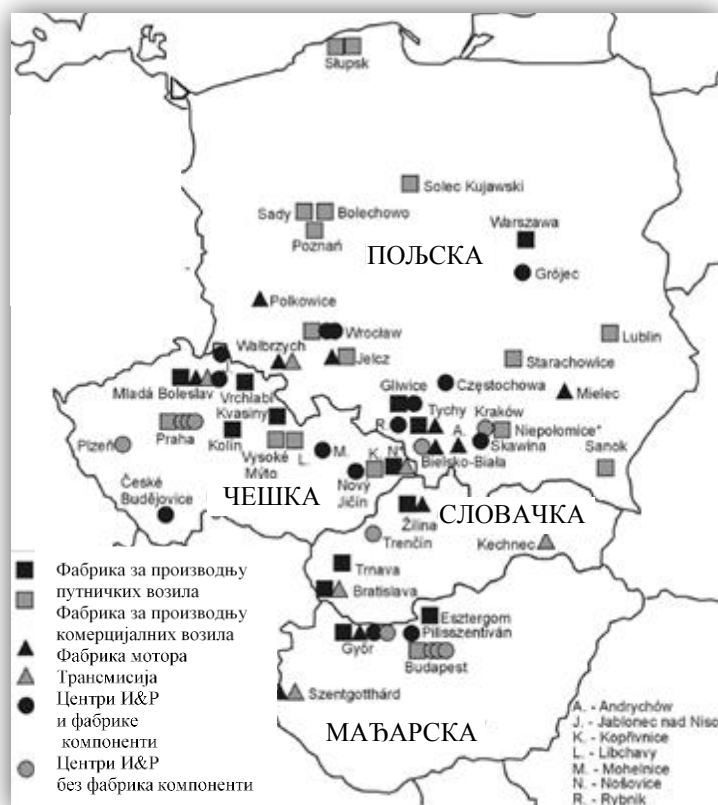 Słupsk
Solec Kujawski
Sady
Bolechowo
Poznań
Warszawa
ПОЉСКА
Grójec
Polkowice
Wrocław
Lublin
Wałbrzych
Jelcz
Starachowice
J.
Mladá Boleslav
Vrchlabí
Gliwice
Częstochowa
Mielec
Kvasiny
Tychy
Kraków
Praha
R.
A.
Niepołomice*
Plzeň
Kolín
Vysoké
Mýto
L.
M.
Skawina
Sanok
K.
N*
Bielsko-Biała
České
Budějovice
Nový
Jičín
ЧЕШКА
СЛОВАЧКА
Žilina
Trenčín
Kechnec
Фабрика за производњу
путничких возила
Фабрика за производњу
комерцијалних возила
Фабрика мотора
Трансмисија
Центри И&Р
и фабрике
компоненти
Центри И&Р
без фабрика компоненти
Trnava
Bratislava
Esztergom
Pilisszentiván
Győr
Budapest
Szentgotthárd
МАЂАРСКА
A. - Andrychów
J. - Jablonec nad Niso
K. - Kopřivnice
L. - Libchavy
M. - Mohelnice
N. - Nošovice
R. - Rybnik